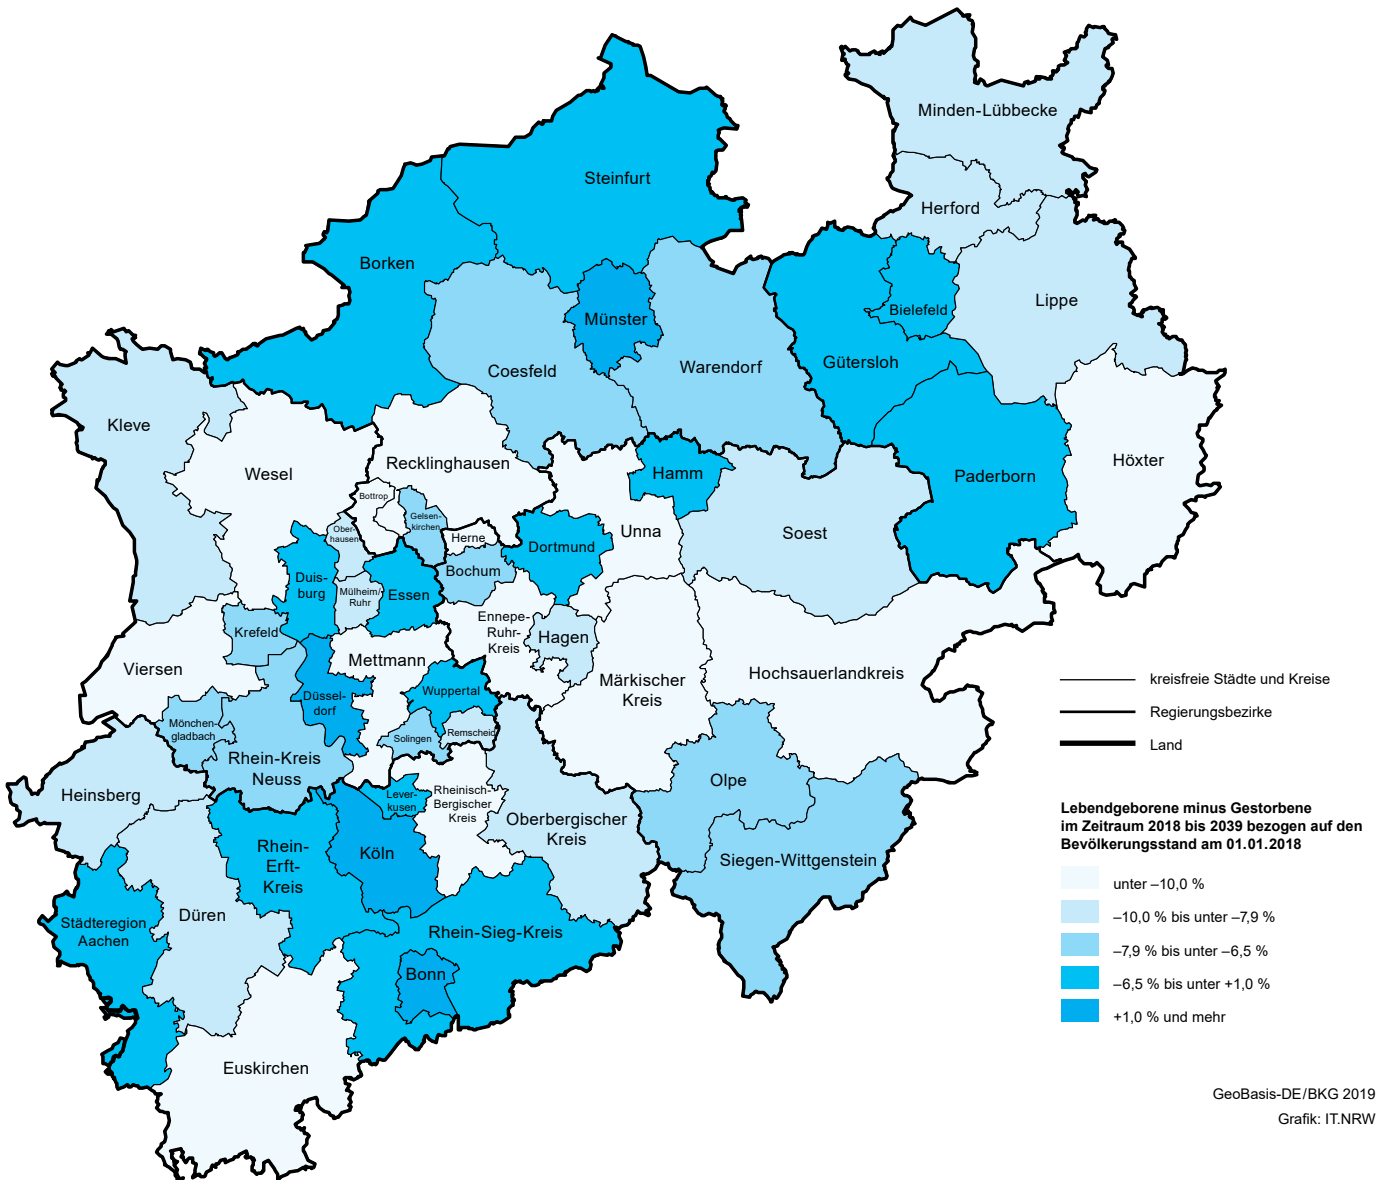 Minden-Lübbecke
Steinfurt
Herford
Borken
Lippe
Bielefeld
Münster
Gütersloh
Coesfeld
Warendorf
Kleve
Recklinghausen
Höxter
Wesel
Hamm
Paderborn
Bottrop
Gelsen-
kirchen
Ober-
hausen
Herne
Unna
Soest
Dortmund
Bochum
Duis-
burg
Mülheim/
Ruhr
Essen
Krefeld
Ennepe-
Ruhr-
Kreis
Hagen
Viersen
Mettmann
Märkischer
Kreis
Hochsauerlandkreis
Düssel-
dorf
Wuppertal
Mönchen-
gladbach
Solingen
Remscheid
Rhein-Kreis
Neuss
Olpe
Heinsberg
Lever-
kusen
Rheinisch-
Bergischer
Kreis
Oberbergischer
Kreis
Rhein-
Erft-
Kreis
Köln
Siegen-Wittgenstein
Städteregion
Aachen
Düren
Rhein-Sieg-Kreis
Bonn
Euskirchen
kreisfreie Städte und Kreise
Regierungsbezirke
Land
Lebendgeborene minus Gestorbene
im Zeitraum 2018 bis 2039 bezogen auf den
Bevölkerungsstand am 01.01.2018
unter –10,0 %
–10,0 % bis unter –7,9 %
–7,9 % bis unter –6,5 %
–6,5 % bis unter +1,0 %
+1,0 % und mehr
GeoBasis-DE/BKG 2019
Grafik: IT.NRW